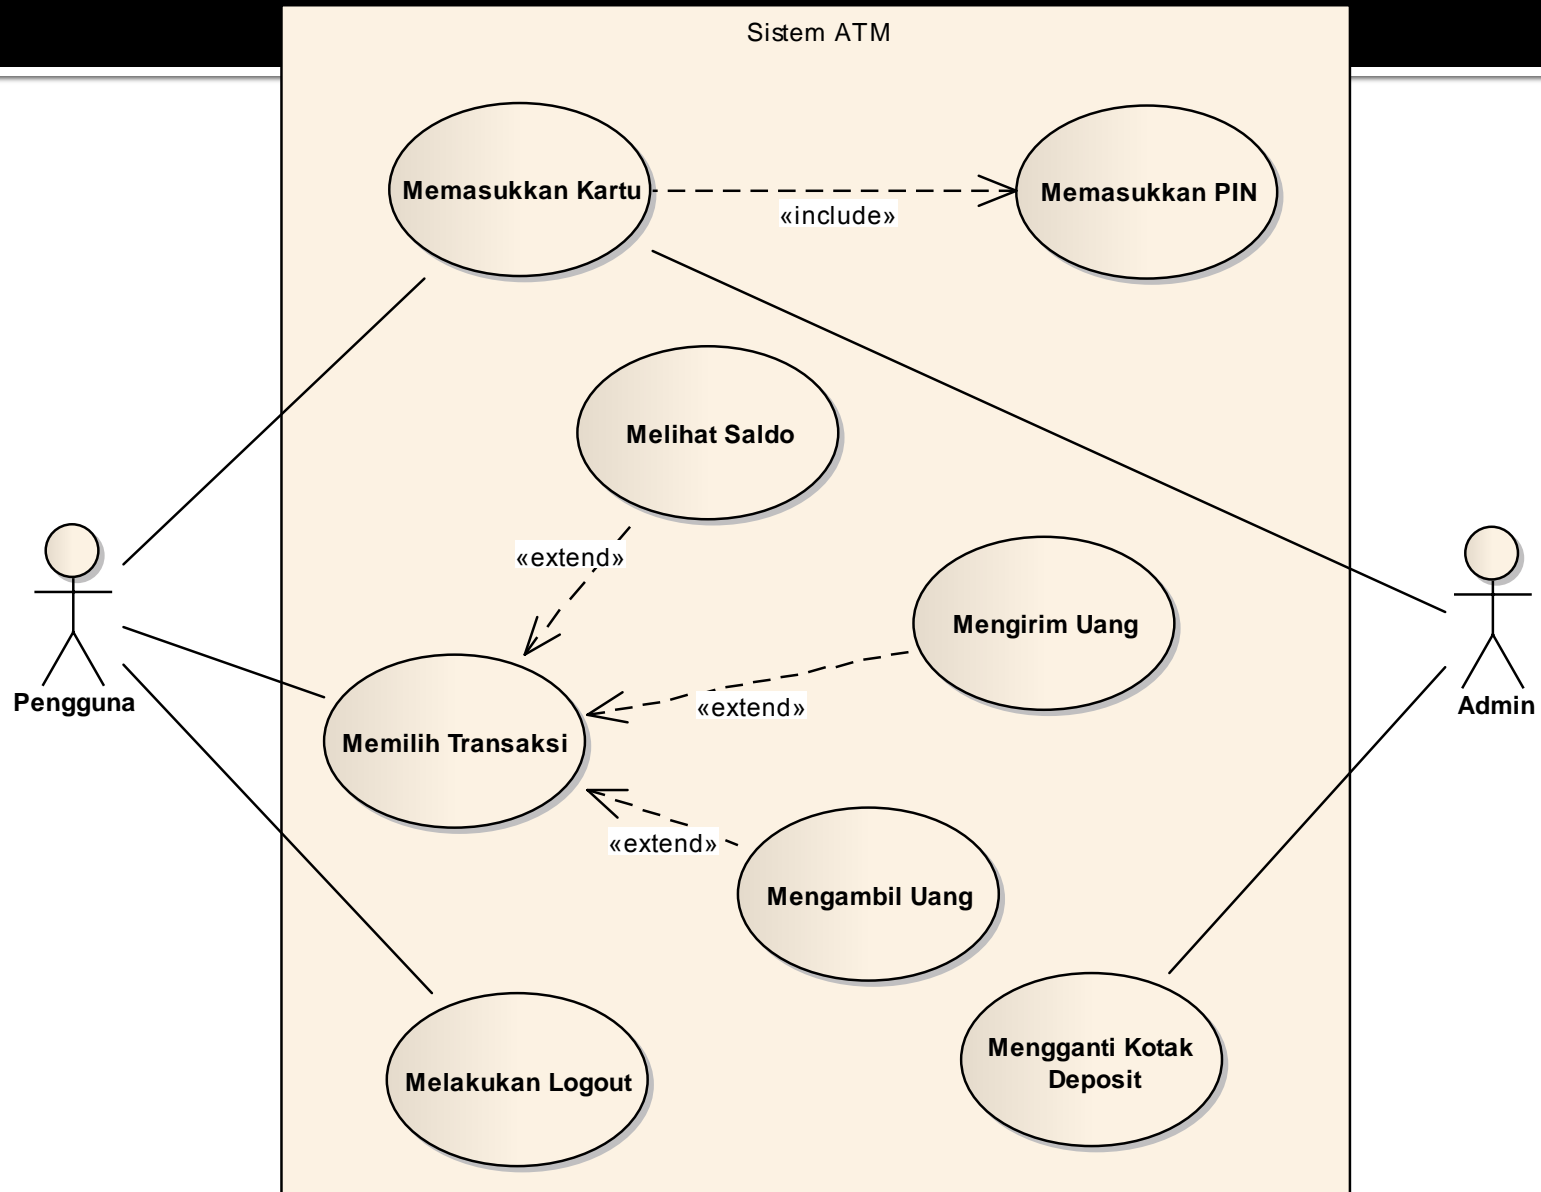 Sistem ATM
Memasukkan Kartu
Memasukkan PIN
«include»
Melihat Saldo
«extend»
Mengirim Uang
Pengguna
Admin
«extend»
Memilih Transaksi
«extend»
Mengambil Uang
Mengganti Kotak
Deposit
Melakukan Logout